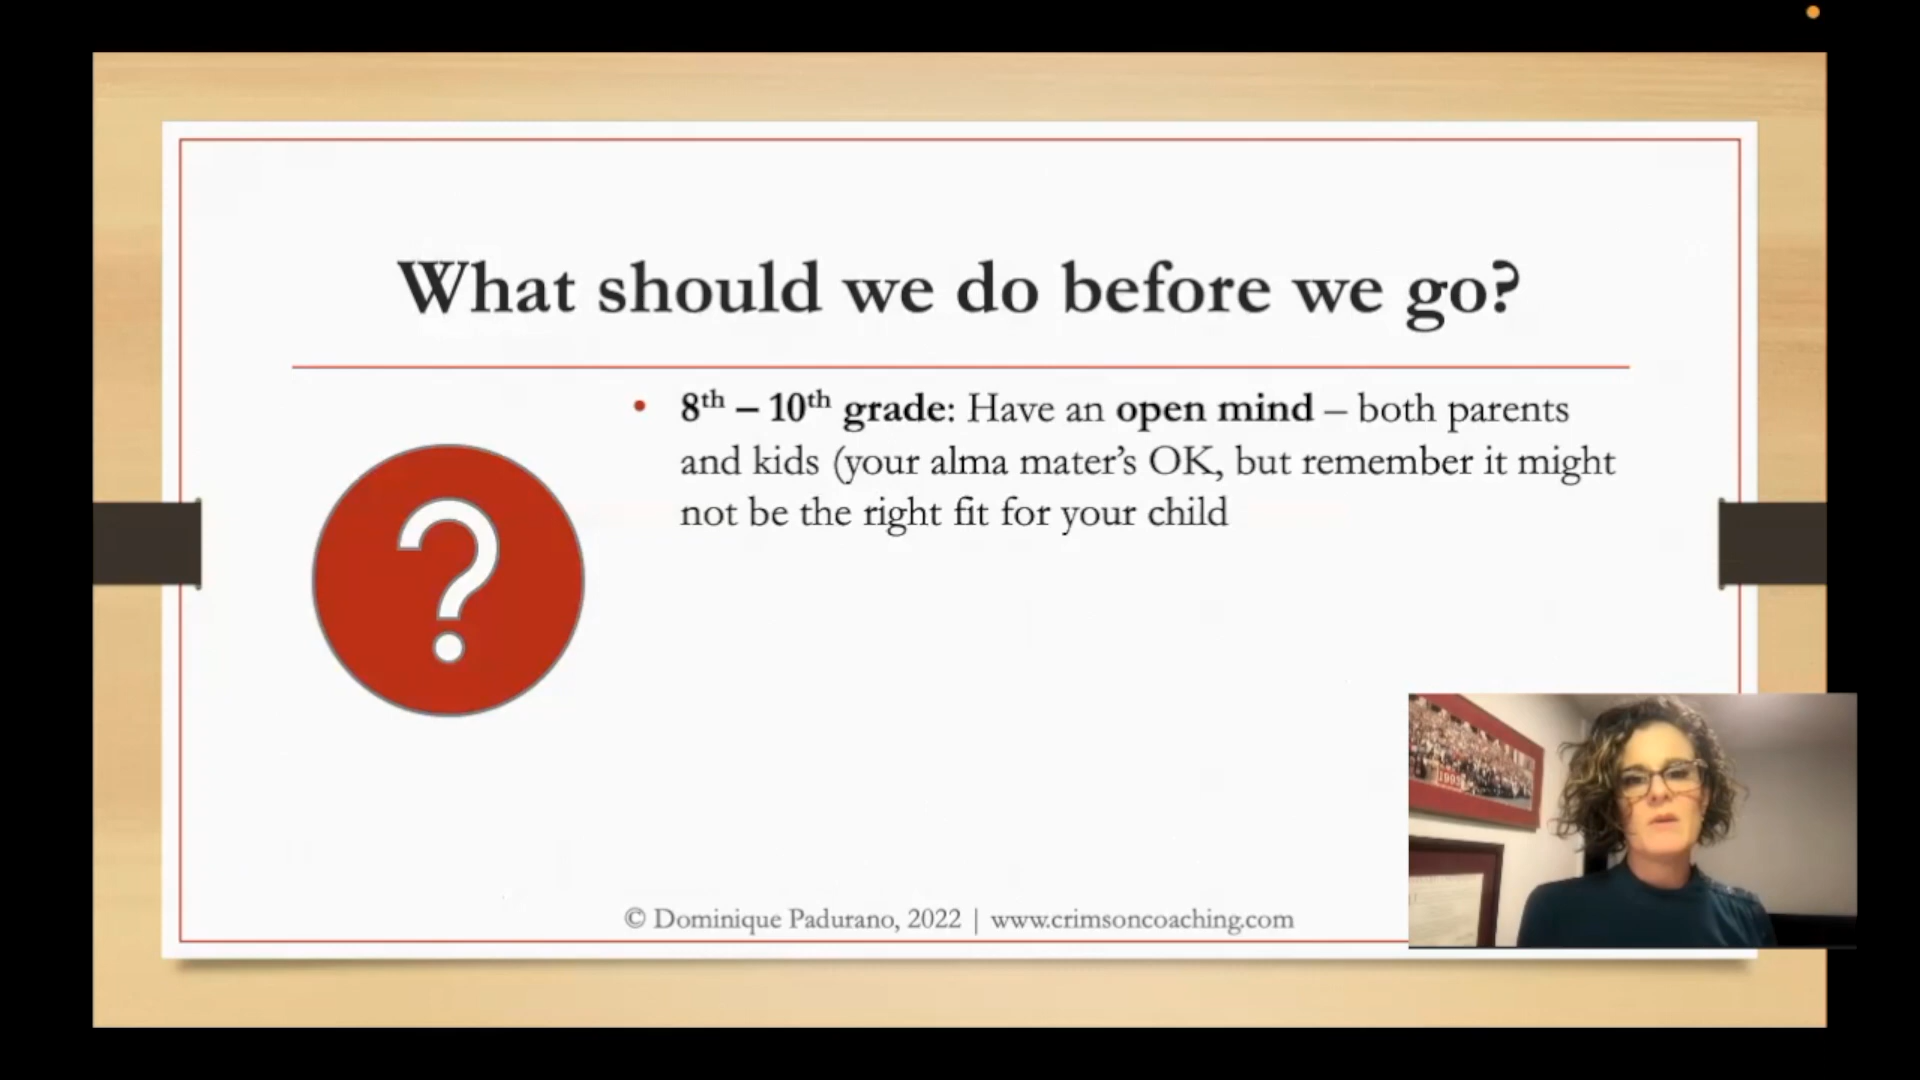 What should we do before we go?
• 8th – 10th grade: Have an open mind – both parents
and kids (your alma mater’s OK, but remember it might
not be the right fit for your child
?
© Dominique Padurano, 2022 | www.crimsoncoaching.com